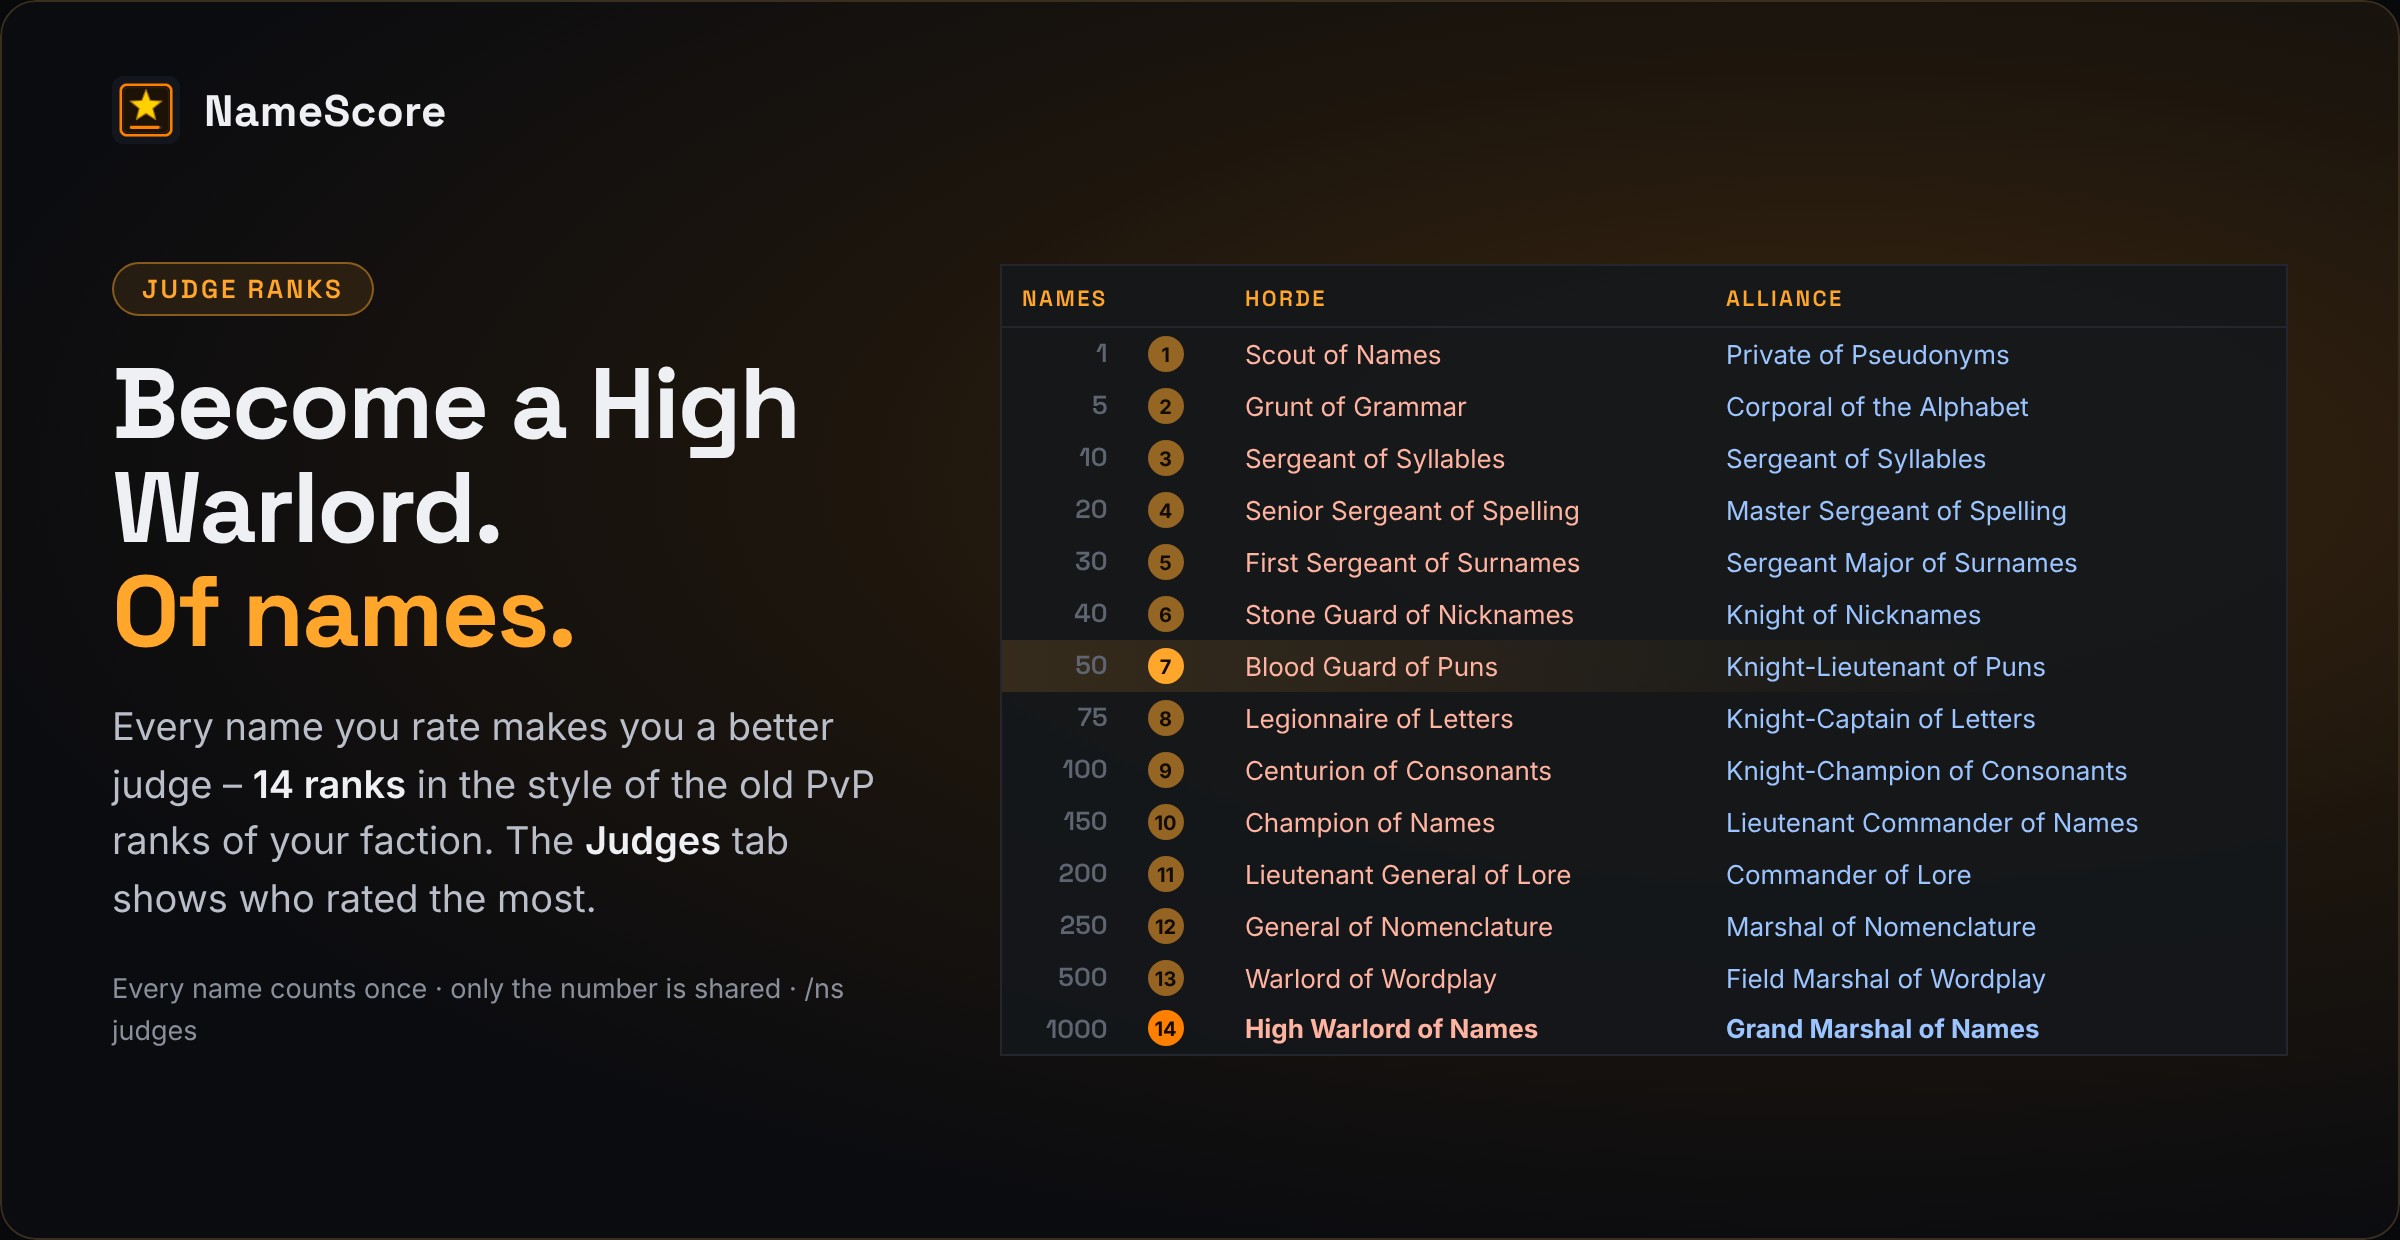 NameScore
JUDGE RANKS
Become a High
Warlord.
Of names.
Every name you rate makes you a better
judge – 14 ranks in the style of the old PvP
ranks of your faction. The Judges tab
shows who rated the most.
Every name counts once · only the number is shared · /ns
judges
NAMES HORDE ALLIANCE
1 1 Scout of Names Private of Pseudonyms
5 2 Grunt of Grammar Corporal of the Alphabet
10 3 Sergeant of Syllables Sergeant of Syllables
20 4 Senior Sergeant of Spelling Master Sergeant of Spelling
30 5 First Sergeant of Surnames Sergeant Major of Surnames
40 6 Stone Guard of Nicknames Knight of Nicknames
50 7 Blood Guard of Puns Knight-Lieutenant of Puns
75 8 Legionnaire of Letters Knight-Captain of Letters
100 9 Centurion of Consonants Knight-Champion of Consonants
150 10 Champion of Names Lieutenant Commander of Names
200 11 Lieutenant General of Lore Commander of Lore
250 12 General of Nomenclature Marshal of Nomenclature
500 13 Warlord of Wordplay Field Marshal of Wordplay
1000 14 High Warlord of Names Grand Marshal of Names